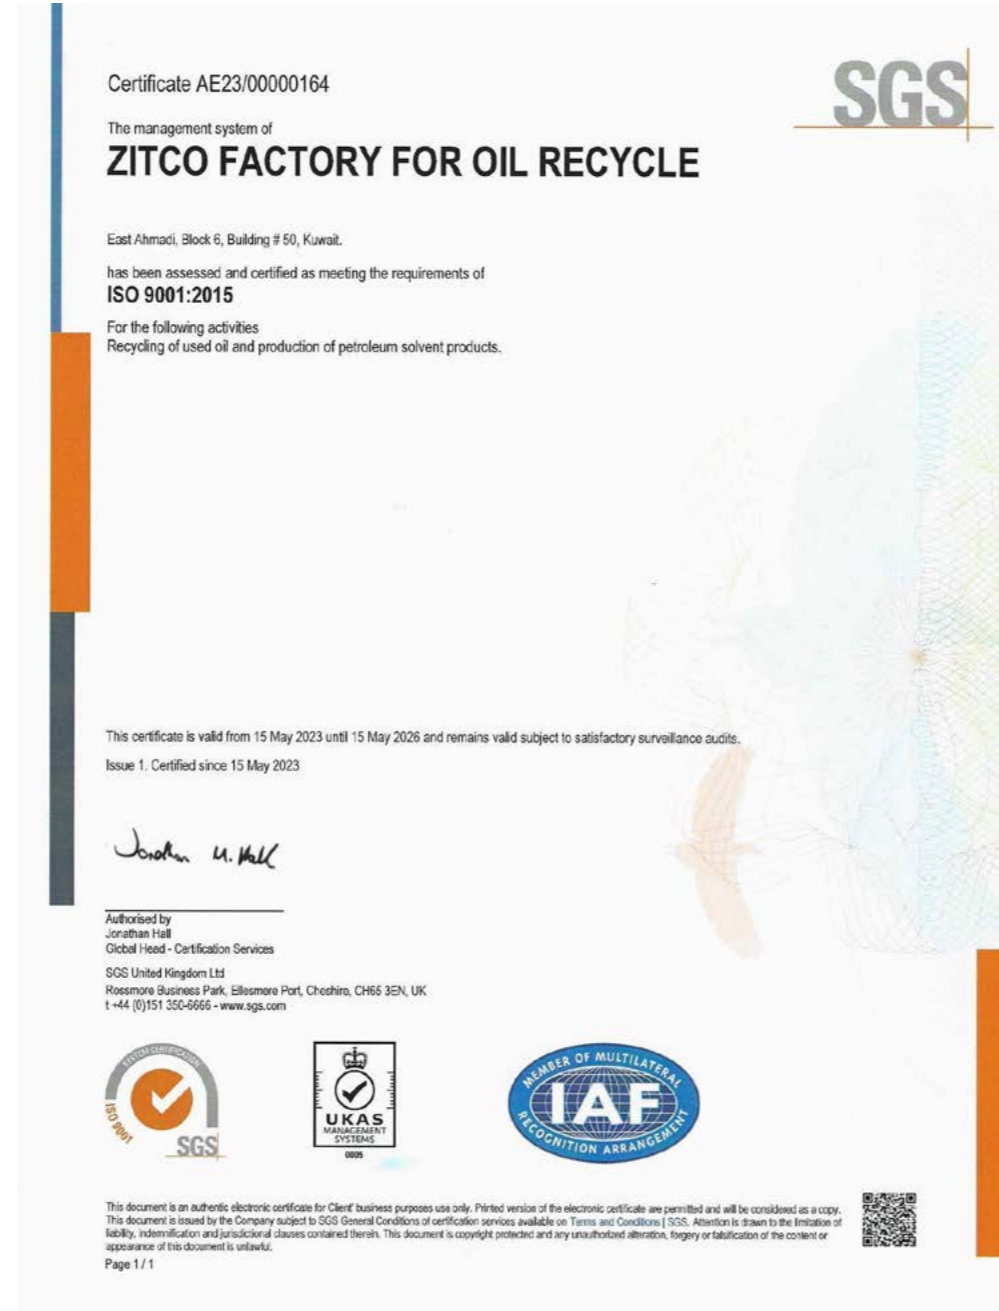 Certificate AE23/00000164
SGS
The management system of
ZITCO FACTORY FOR OIL RECYCLE
East Ahmadi, Block 6, Building # 50, Kuwait.
has been assessed and certified as meeting the requirements of
ISO 9001:2015
For the following activities
Recycling of used oil and production of petroleum solvent products.
This certificate is valid from 15 May 2023 until 15 May 2026 and remains valid subject to satisfactory surveillance audits.
Issue 1. Certified since 15 May 2023
Jonathan M. Hall
Authorised by
Jonathan Hall
Global Head - Certification Services
SGS United Kingdom Ltd
Rossmore Business Park, Ellesmere Port, Cheshire, CH65 3EN, UK
t +44 (0)151 350-6666 - www.sgs.com
SYSTEM CERTIFICATION
ISO 9001
SGS
UKAS
MANAGEMENT
SYSTEMS
0005
MEMBER OF MULTILATERAL
IAF
RECOGNITION ARRANGEMENT
This document is an authentic electronic certificate for Client' business purposes use only. Printed version of the electronic certificate are permitted and will be considered as a copy.
This document is issued by the Company subject to SGS General Conditions of certification services available on Terms and Conditions | SGS. Attention is drawn to the limitation of
liability, indemnification and jurisdictional clauses contained therein. This document is copyright protected and any unauthorized alteration, forgery or falsification of the content or
appearance of this document is unlawful.
Page 1 / 1